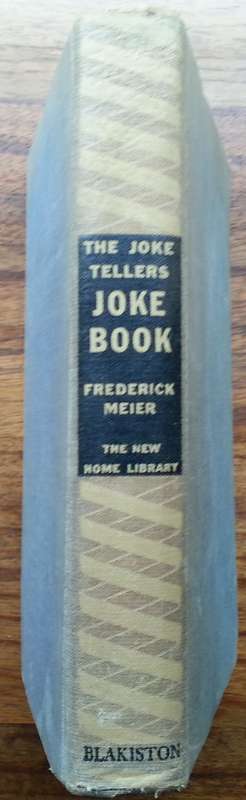 THE JOKE
TELLERS
JOKE
BOOK
FREDERICK
MEIER
THE NEW
HOME LIBRARY
BLAKISTON